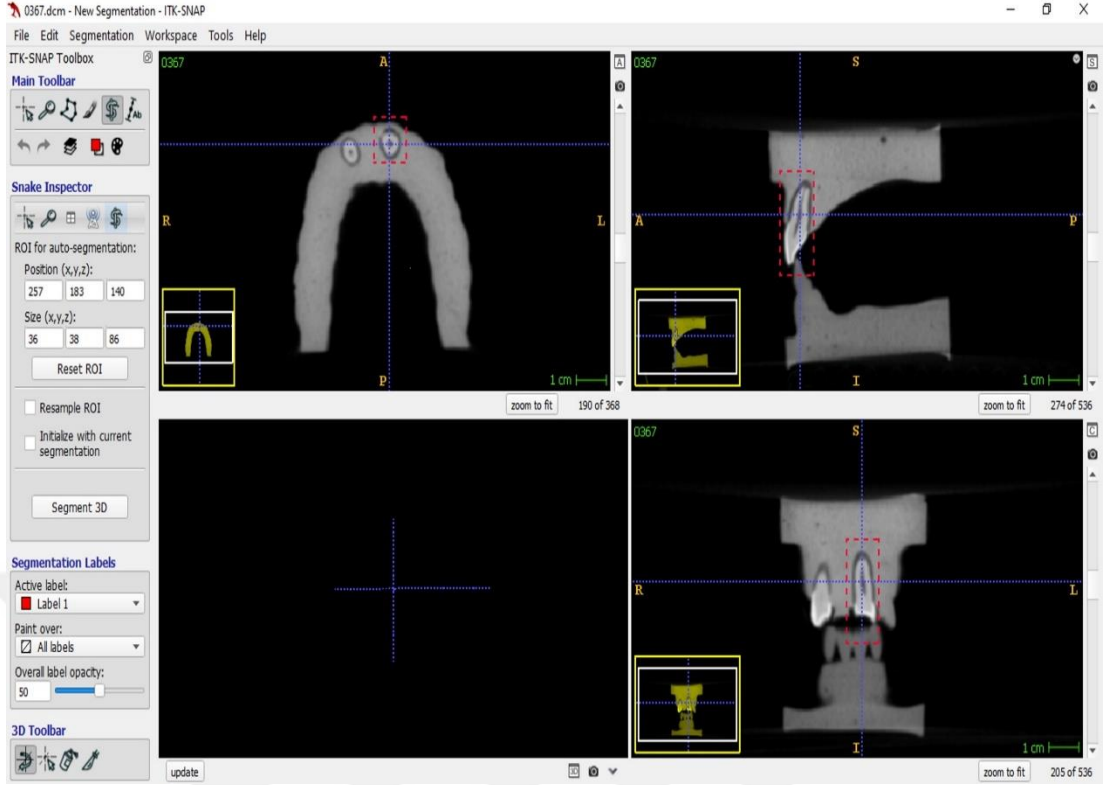 0367.dcm - New Segmentation - ITK-SNAP
File Edit Segmentation Workspace Tools Help
ITK-SNAP Toolbox
Main Toolbar
Ab
Snake Inspector
ROI for auto-segmentation:
Position (x,y,z):
257 183 140
Size (x,y,z):
36 38 86
Reset ROI
Resample ROI
Initialize with current
segmentation
Segment 3D
Segmentation Labels
Active label:
Label 1
Paint over:
All labels
Overall label opacity:
50
3D Toolbar
0367
A
A
R
L
P
1 cm
zoom to fit 190 of 368
0367
S
S
A
P
I
1 cm
zoom to fit 274 of 536
update
3D
0367
S
C
R
L
I
1 cm
zoom to fit 205 of 536